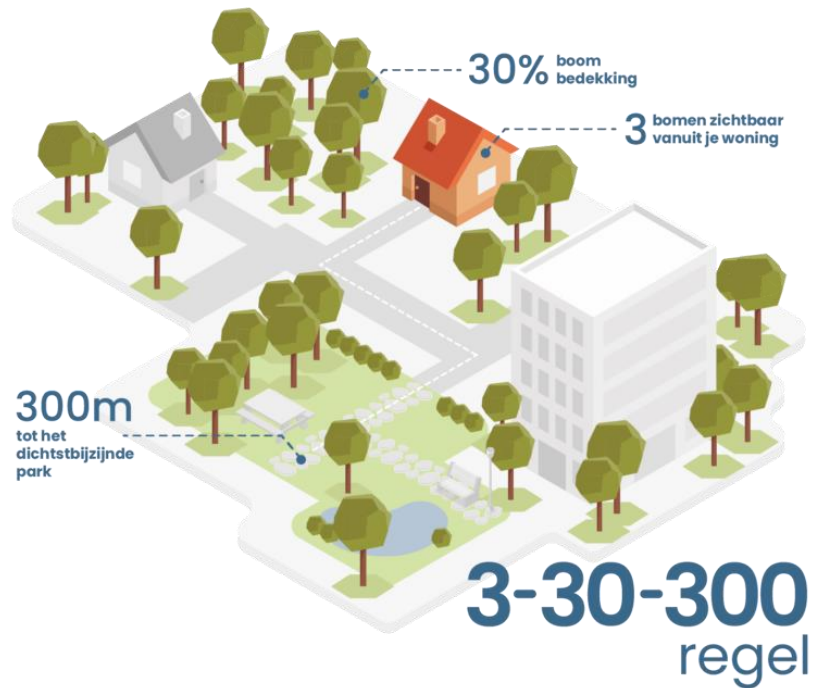 30% boom
bedekking
3 bomen zichtbaar
vanuit je woning
300m
tot het
dichtstbijzijnde
park
3-30-300
regel